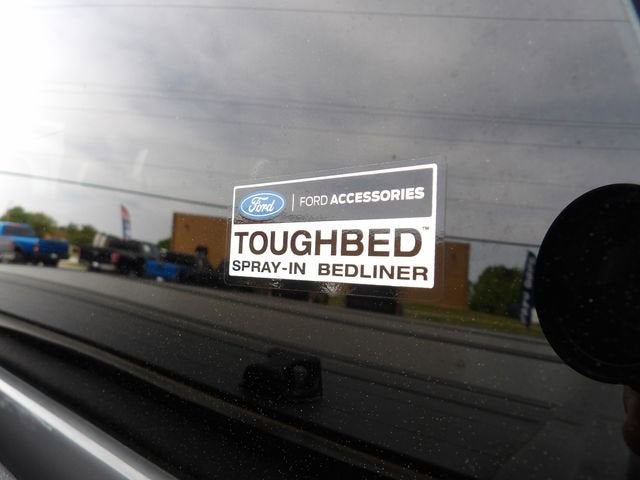 Ford | FORD ACCESSORIES
TOUGHBED™
SPRAY-IN BEDLINER